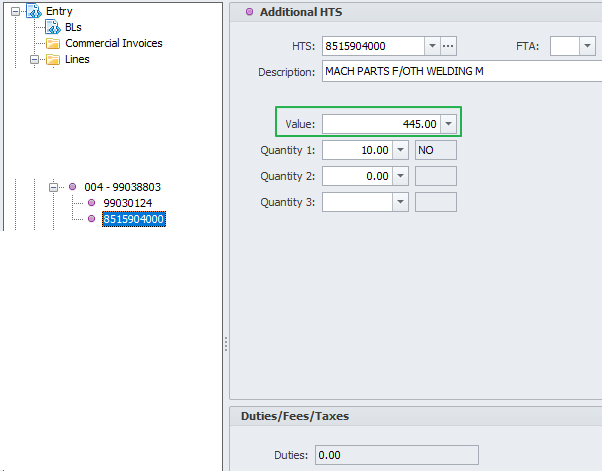 Entry
BLs
Commercial Invoices
Lines
004 - 99038803
99030124
8515904000
Additional HTS
HTS: 8515904000 ... FTA:
Description: MACH PARTS F/OTH WELDING M
Value: 445.00
Quantity 1: 10.00 NO
Quantity 2: 0.00
Quantity 3:
Duties/Fees/Taxes
Duties: 0.00